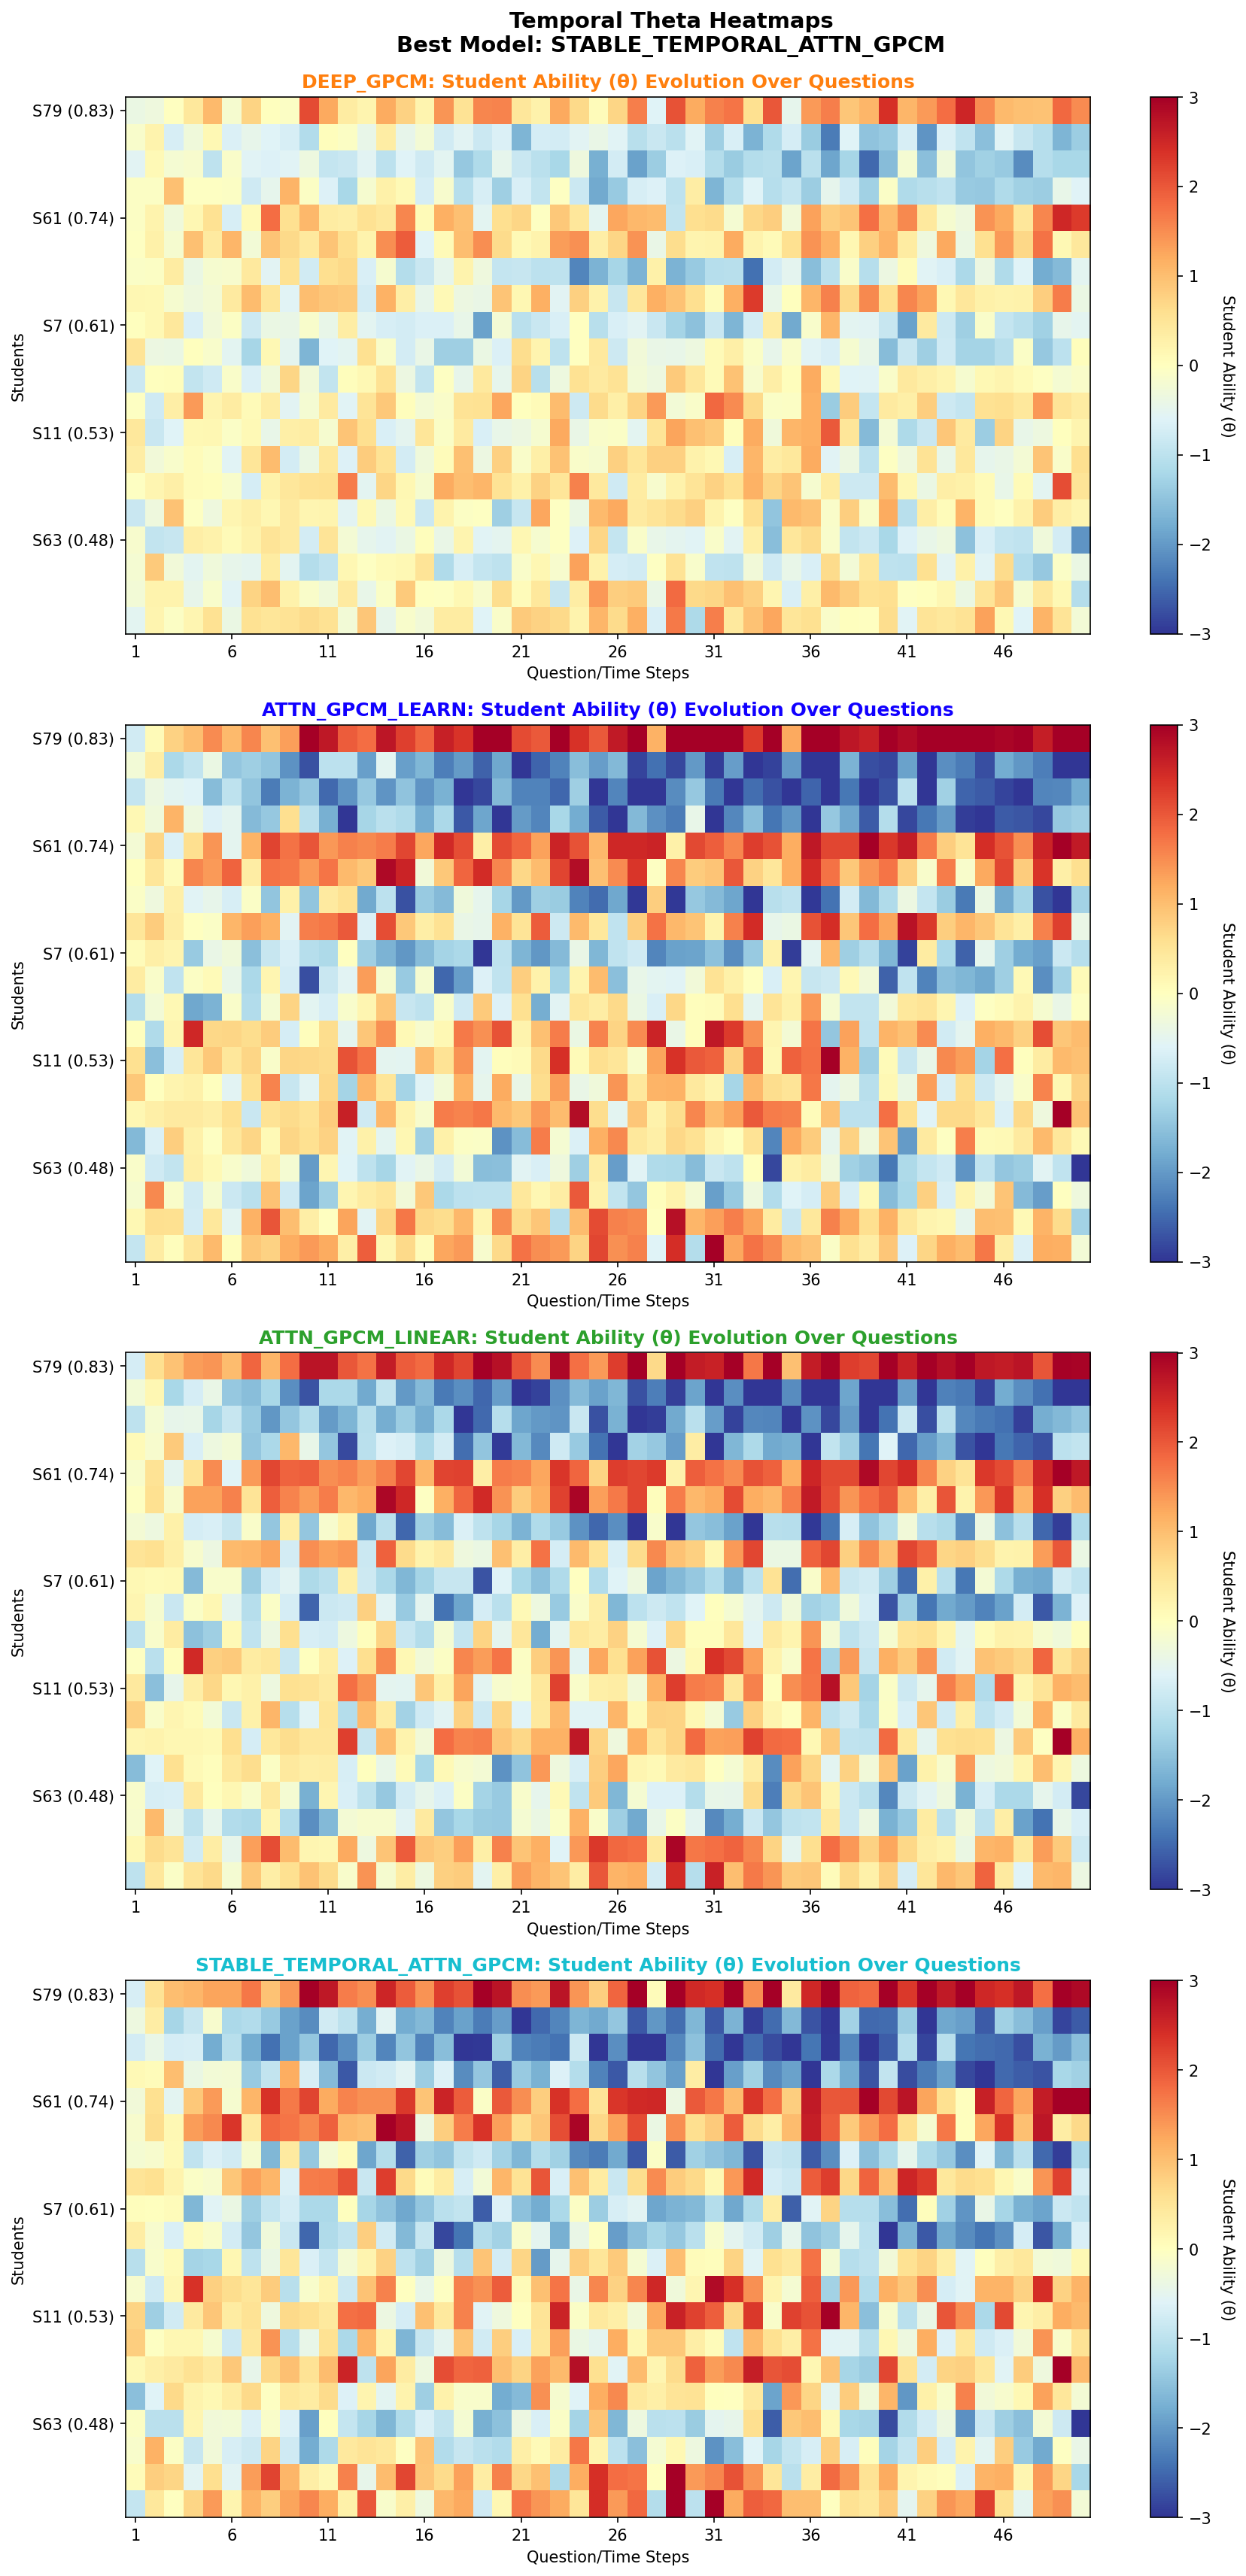 Temporal Theta Heatmaps
Best Model: STABLE_TEMPORAL_ATTN_GPCM
DEEP_GPCM: Student Ability (θ) Evolution Over Questions
S79 (0.83)
S61 (0.74)
S7 (0.61)
S11 (0.53)
S63 (0.48)
Students
1 6 11 16 21 26 31 36 41 46
Question/Time Steps
3
2
1
0
−1
−2
−3
Student Ability (θ)
ATTN_GPCM_LEARN: Student Ability (θ) Evolution Over Questions
S79 (0.83)
S61 (0.74)
S7 (0.61)
S11 (0.53)
S63 (0.48)
Students
1 6 11 16 21 26 31 36 41 46
Question/Time Steps
3
2
1
0
−1
−2
−3
Student Ability (θ)
ATTN_GPCM_LINEAR: Student Ability (θ) Evolution Over Questions
S79 (0.83)
S61 (0.74)
S7 (0.61)
S11 (0.53)
S63 (0.48)
Students
1 6 11 16 21 26 31 36 41 46
Question/Time Steps
3
2
1
0
−1
−2
−3
Student Ability (θ)
STABLE_TEMPORAL_ATTN_GPCM: Student Ability (θ) Evolution Over Questions
S79 (0.83)
S61 (0.74)
S7 (0.61)
S11 (0.53)
S63 (0.48)
Students
1 6 11 16 21 26 31 36 41 46
Question/Time Steps
3
2
1
0
−1
−2
−3
Student Ability (θ)